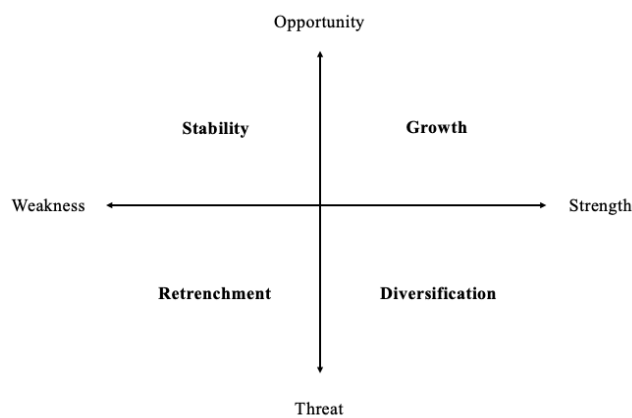 Opportunity
Stability
Growth
Weakness
Strength
Retrenchment
Diversification
Threat